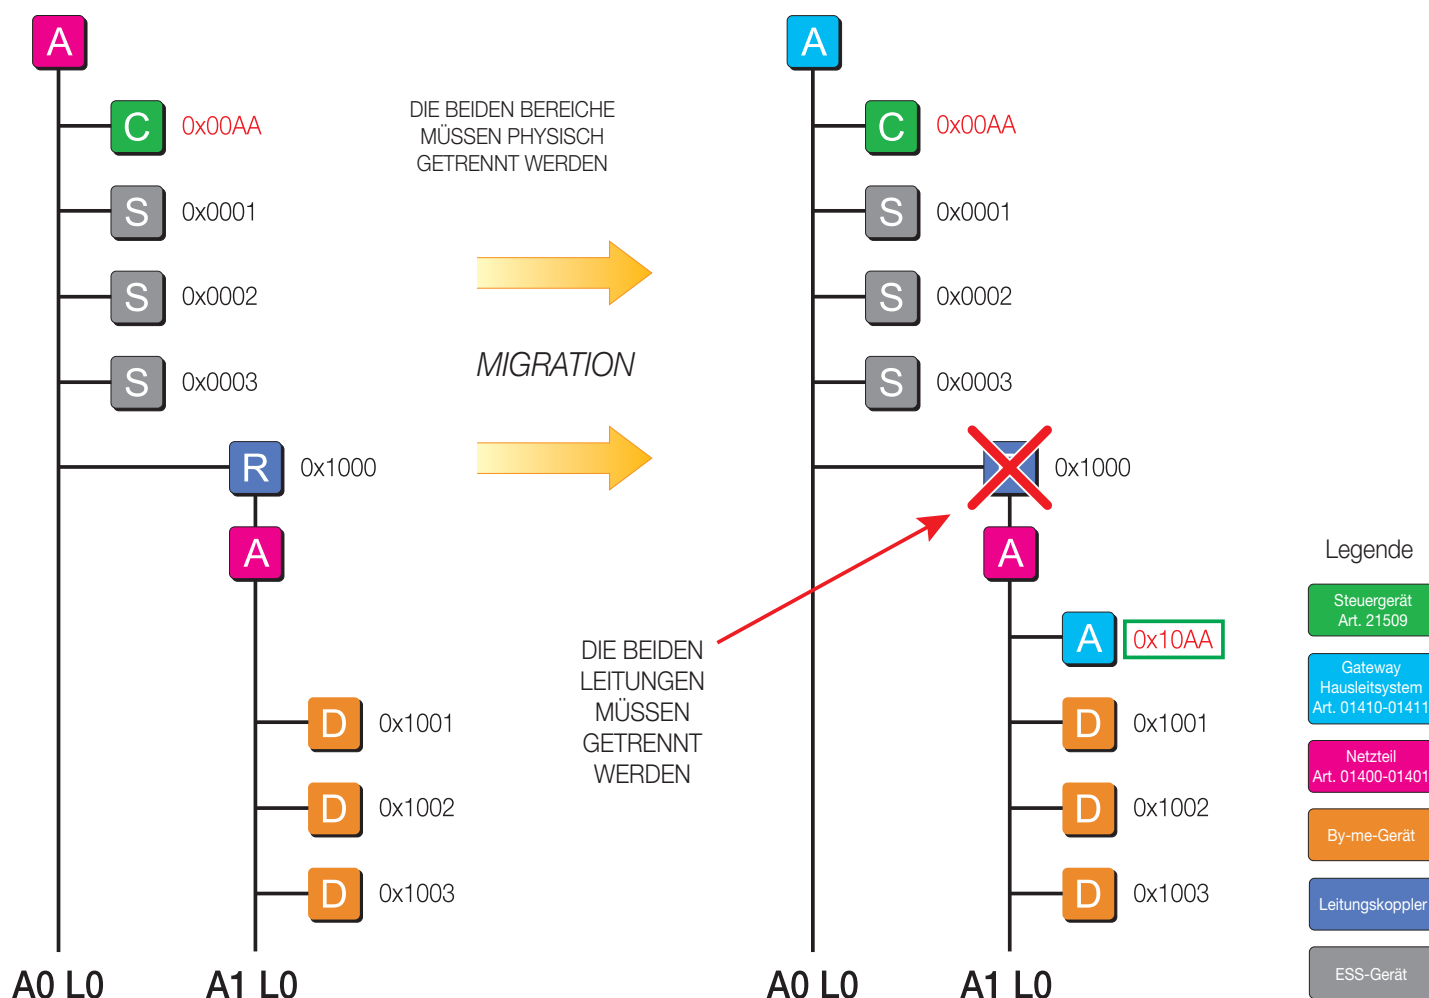 A
C 0x00AA
S 0x0001
S 0x0002
S 0x0003
R 0x1000
A
D 0x1001
D 0x1002
D 0x1003
A0 L0
A1 L0
DIE BEIDEN BEREICHE
MÜSSEN PHYSISCH
GETRENNT WERDEN
MIGRATION
DIE BEIDEN
LEITUNGEN
MÜSSEN
GETRENNT
WERDEN
A
C 0x00AA
S 0x0001
S 0x0002
S 0x0003
0x1000
A
A 0x10AA
D 0x1001
D 0x1002
D 0x1003
A0 L0
A1 L0
Legende
Steuergerät
Art. 21509
Gateway
Hausleitsystem
Art. 01410-01411
Netzteil
Art. 01400-01401
By-me-Gerät
Leitungskoppler
ESS-Gerät